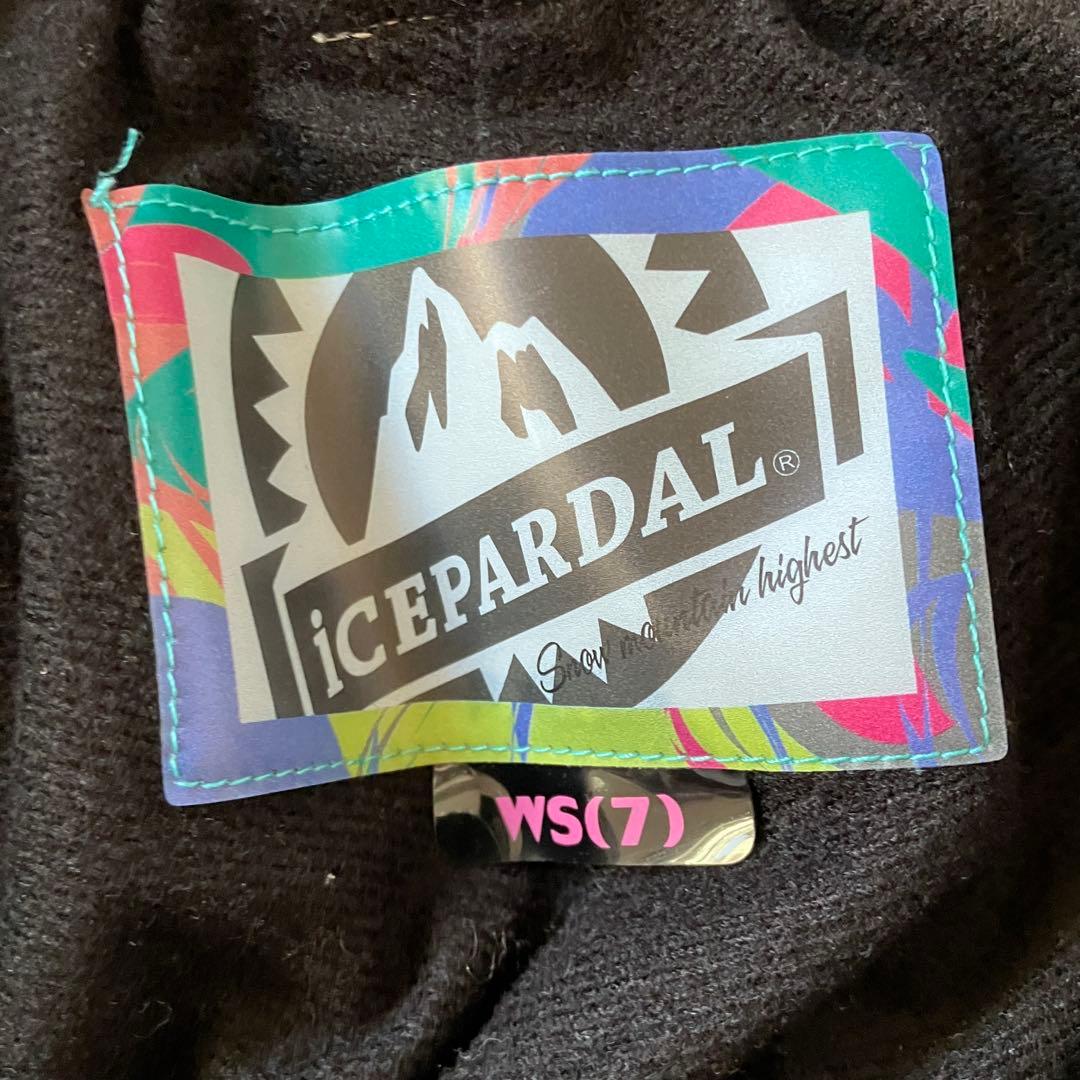 iCEPARDAL®
Snow mountain highest
WS(7)